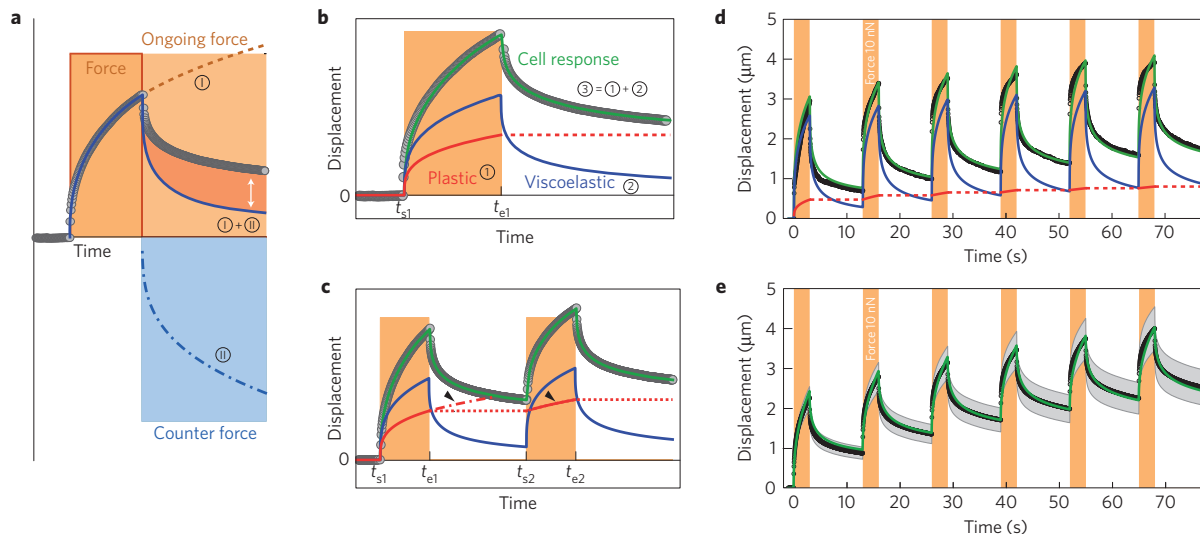 a
Ongoing force
Force
Ⓘ
Time
Ⓘ + Ⅱ
Ⅱ
Counter force
b
Displacement
Cell response
③ = ① + ②
Plastic ①
Viscoelastic ②
0
ts1
te1
Time
c
Displacement
0
ts1
te1
ts2
te2
Time
d
Displacement (μm)
5
4
3
2
1
0
Force 10 nN
0 10 20 30 40 50 60 70
Time (s)
e
Displacement (μm)
5
4
3
2
1
0
Force 10 nN
0 10 20 30 40 50 60 70
Time (s)